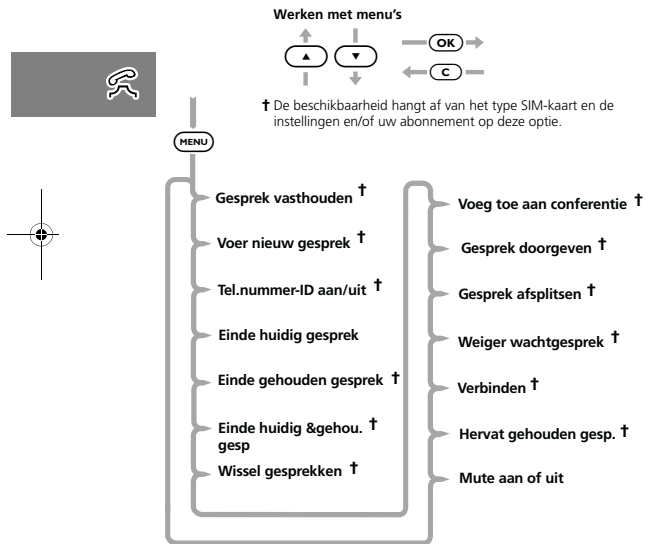 Werken met menu's
OK
C
† De beschikbaarheid hangt af van het type SIM-kaart en de
instellingen en/of uw abonnement op deze optie.
MENU
Gesprek vasthouden †
Voer nieuw gesprek †
Tel.nummer-ID aan/uit †
Einde huidig gesprek
Einde gehouden gesprek †
Einde huidig &gehou. †
gesp
Wissel gesprekken †
Voeg toe aan conferentie †
Gesprek doorgeven †
Gesprek afsplitsen †
Weiger wachtgesprek †
Verbinden †
Hervat gehouden gesp. †
Mute aan of uit